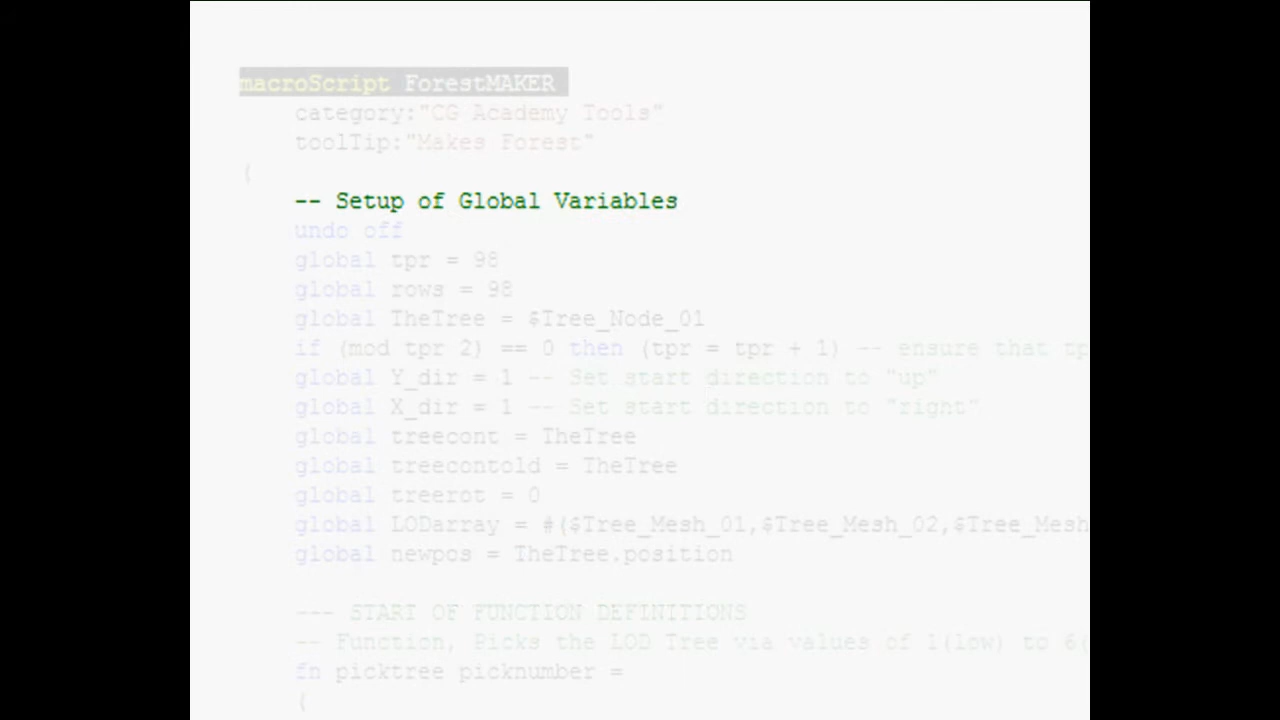 macroScript ForestMAKER
category:"CG Academy Tools"
toolTip:"Makes Forest"
(
-- Setup of Global Variables
undo off
global tpr = 98
global rows = 98
global TheTree = $Tree_Node_01
if (mod tpr 2) == 0 then (tpr = tpr + 1) -- ensure that tp
global Y_dir = 1 -- Set start direction to "up"
global X_dir = 1 -- Set start direction to "right"
global treecont = TheTree
global treecontold = TheTree
global treerot = 0
global LODarray = #($Tree_Mesh_01,$Tree_Mesh_02,$Tree_Mesh
global newpos = TheTree.position
--- START OF FUNCTION DEFINITIONS
-- Function, Picks the LOD Tree via values of 1(low) to 6(
fn picktree picknumber =
(